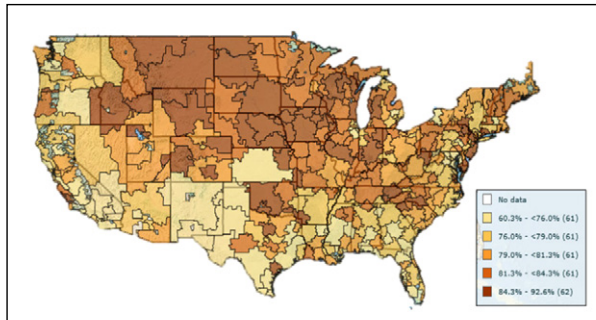 No data
60.3% - <76.0% (61)
76.0% - <79.0% (61)
79.0% - <81.3% (61)
81.3% - <84.3% (61)
84.3% - 92.6% (62)